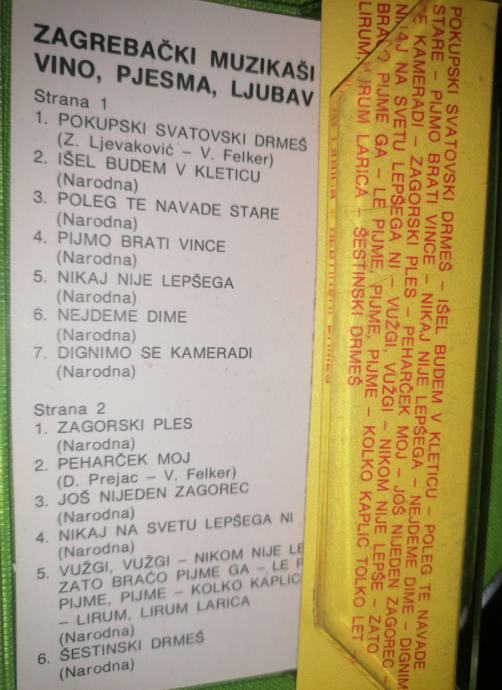 ZAGREBAČKI MUZIKAŠI
VINO, PJESMA, LJUBAV
Strana 1
1. POKUPSKI SVATOVSKI DRMEŠ
(Z. Ljevaković – V. Felker)
2. IŠEL BUDEM V KLETICU
(Narodna)
3. POLEG TE NAVADE STARE
(Narodna)
4. PIJMO BRATI VINCE
(Narodna)
5. NIKAJ NIJE LEPŠEGA
(Narodna)
6. NEJDEME DIME
(Narodna)
7. DIGNIMO SE KAMERADI
(Narodna)
Strana 2
1. ZAGORSKI PLES
(Narodna)
2. PEHARČEK MOJ
(D. Prejac – V. Felker)
3. JOŠ NIJEDEN ZAGOREC
(Narodna)
4. NIKAJ NA SVETU LEPŠEGA NI
(Narodna)
5. VUŽGI, VUŽGI – NIKOM NIJE LE
ZATO BRAĆO PIJME GA – LE P
PIJME, PIJME – KOLKO KAPLIC
– LIRUM, LIRUM LARICA
(Narodna)
6. ŠESTINSKI DRMEŠ
(Narodna)
POKUPSKI SVATOVSKI DRMEŠ – IŠEL BUDEM V KLETICU – POLEG TE NAVADE
STARE – PIJMO BRATI VINCE – NIKAJ NIJE LEPŠEGA – NEJDEME DIME – DIGNIM
SE KAMERADI – ZAGORSKI PLES – PEHARČEK MOJ – JOŠ NIJEDEN ZAGOREC –
NIKAJ NA SVETU LEPŠEGA NI – VUŽGI, VUŽGI – NIKOM NIJE LEPŠE – ZATO
BRAĆO PIJME GA – LE PIJME, PIJME, PIJME – KOLKO KAPLIC TOLKO LET –
LIRUM, LIRUM LARICA – ŠESTINSKI DRMEŠ